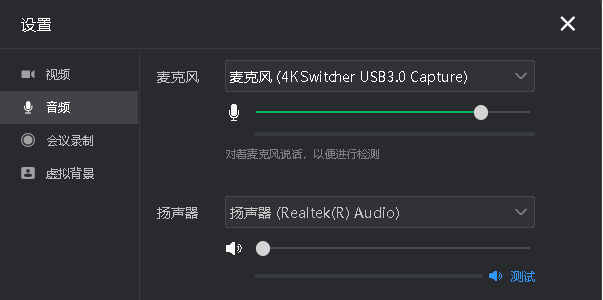 设置
视频
音频
会议录制
虚拟背景
麦克风
麦克风 (4KSwitcher USB3.0 Capture)
对着麦克风说话，以便进行检测
扬声器
扬声器 (Realtek(R) Audio)
测试